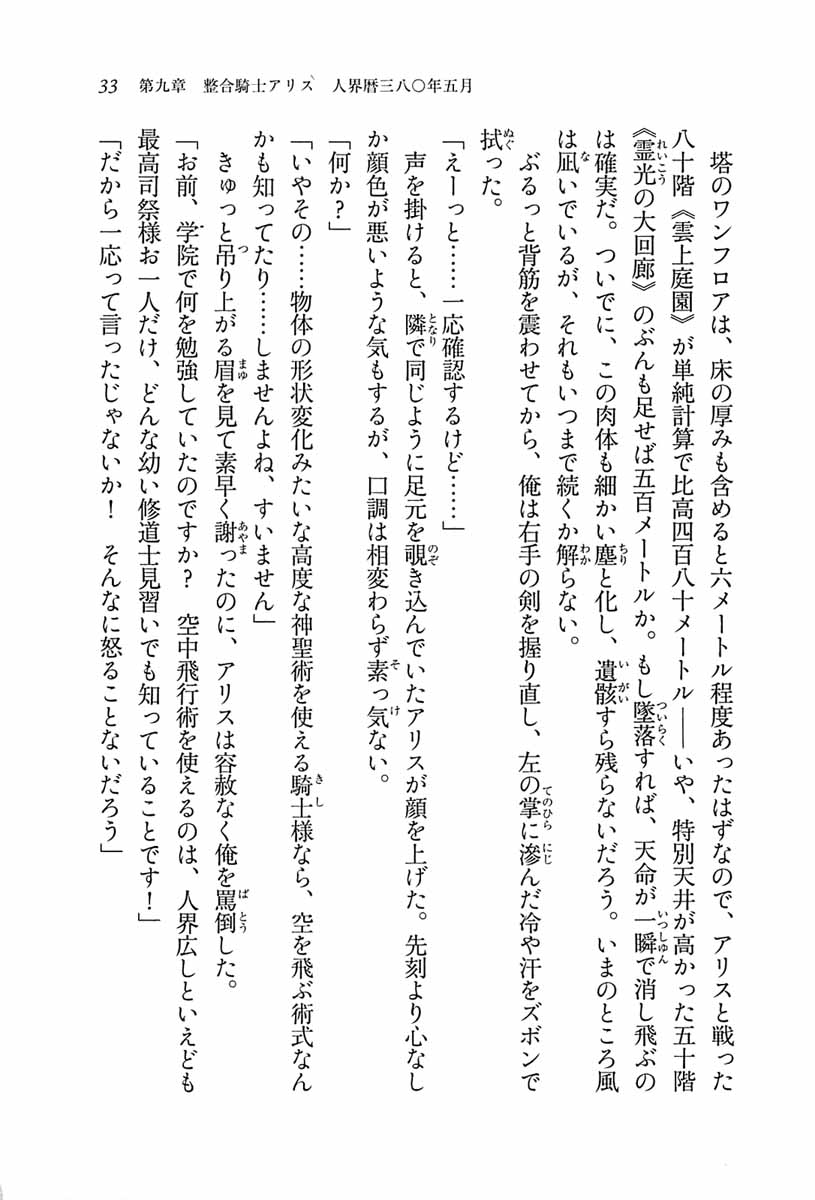 33　第九章　整合騎士アリス　人界暦三八〇年五月
　塔のワンフロアは、床の厚みも含めると六メートル程度あったはずなので、アリスと戦った
八十階《雲上庭園》が単純計算で比高四百八十メートル――いや、特別天井が高かった五十階
《霊光の大回廊》のぶんも足せば五百メートルか。もし墜落すれば、天命が一瞬で消し飛ぶの
は確実だ。ついでに、この肉体も細かい塵と化し、遺骸すら残らないだろう。いまのところ風
は凪いでいるが、それもいつまで続くか解らない。
　ぶるっと背筋を震わせてから、俺は右手の剣を握り直し、左の掌に滲んだ冷や汗をズボンで
拭った。
「えーっと……一応確認するけど……」
　声を掛けると、隣で同じように足元を覗き込んでいたアリスが顔を上げた。先刻より心なし
か顔色が悪いような気もするが、口調は相変わらず素っ気ない。
「何か？」
「いやその……物体の形状変化みたいな高度な神聖術を使える騎士様なら、空を飛ぶ術式なん
かも知ってたり……しませんよね、すいません」
　きゅっと吊り上がる眉を見て素早く謝ったのに、アリスは容赦なく俺を罵倒した。
「お前、学院で何を勉強していたのですか？　空中飛行術を使えるのは、人界広しといえども
最高司祭様お一人だけ、どんな幼い修道士見習いでも知っていることです！」
「だから一応って言ったじゃないか！　そんなに怒ることないだろう」